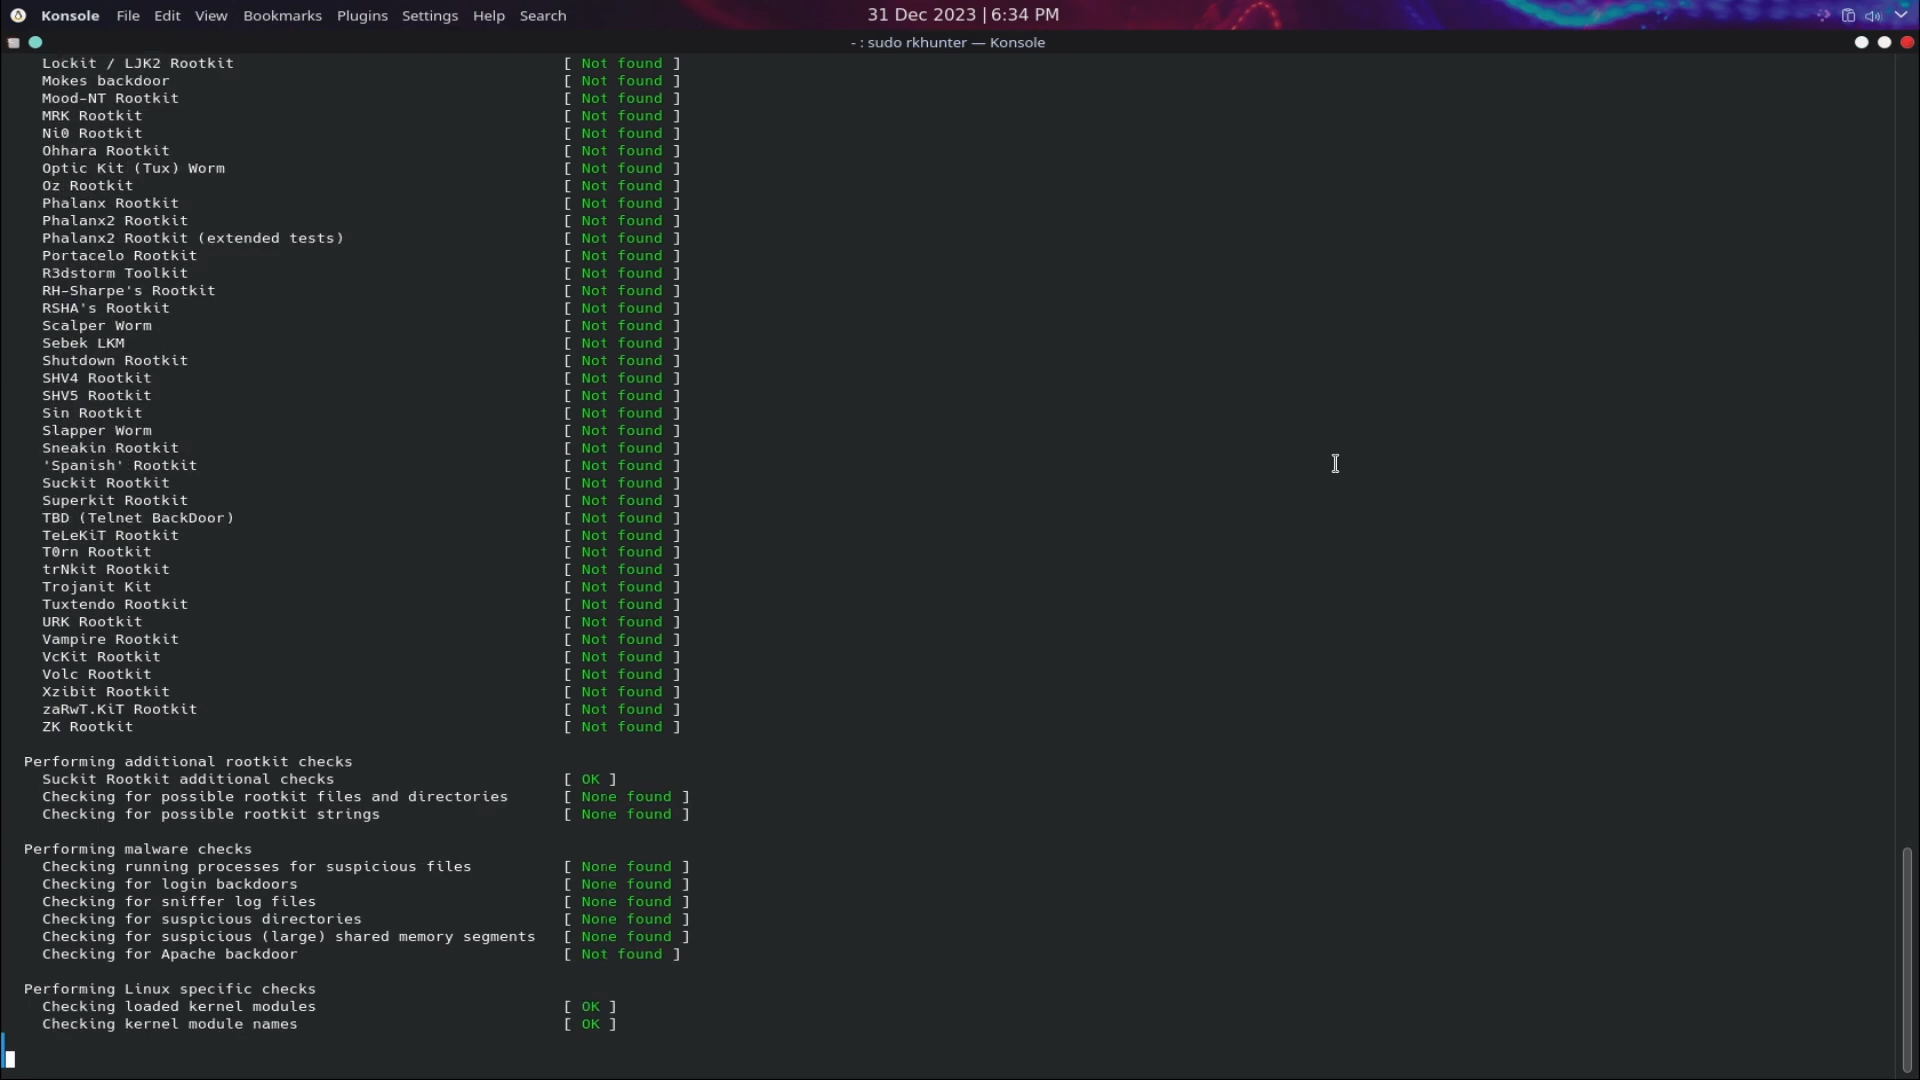 Konsole File Edit View Bookmarks Plugins Settings Help Search 31 Dec 2023 | 6:34 PM
- : sudo rkhunter — Konsole
Lockit / LJK2 Rootkit [ Not found ]
Mokes backdoor [ Not found ]
Mood-NT Rootkit [ Not found ]
MRK Rootkit [ Not found ]
Ni0 Rootkit [ Not found ]
Ohhara Rootkit [ Not found ]
Optic Kit (Tux) Worm [ Not found ]
Oz Rootkit [ Not found ]
Phalanx Rootkit [ Not found ]
Phalanx2 Rootkit [ Not found ]
Phalanx2 Rootkit (extended tests) [ Not found ]
Portacelo Rootkit [ Not found ]
R3dstorm Toolkit [ Not found ]
RH-Sharpe's Rootkit [ Not found ]
RSHA's Rootkit [ Not found ]
Scalper Worm [ Not found ]
Sebek LKM [ Not found ]
Shutdown Rootkit [ Not found ]
SHV4 Rootkit [ Not found ]
SHV5 Rootkit [ Not found ]
Sin Rootkit [ Not found ]
Slapper Worm [ Not found ]
Sneakin Rootkit [ Not found ]
'Spanish' Rootkit [ Not found ]
Suckit Rootkit [ Not found ]
Superkit Rootkit [ Not found ]
TBD (Telnet BackDoor) [ Not found ]
TeLeKiT Rootkit [ Not found ]
T0rn Rootkit [ Not found ]
trNkit Rootkit [ Not found ]
Trojanit Kit [ Not found ]
Tuxtendo Rootkit [ Not found ]
URK Rootkit [ Not found ]
Vampire Rootkit [ Not found ]
VcKit Rootkit [ Not found ]
Volc Rootkit [ Not found ]
Xzibit Rootkit [ Not found ]
zaRwT.KiT Rootkit [ Not found ]
ZK Rootkit [ Not found ]
Performing additional rootkit checks
Suckit Rootkit additional checks [ OK ]
Checking for possible rootkit files and directories [ None found ]
Checking for possible rootkit strings [ None found ]
Performing malware checks
Checking running processes for suspicious files [ None found ]
Checking for login backdoors [ None found ]
Checking for sniffer log files [ None found ]
Checking for suspicious directories [ None found ]
Checking for suspicious (large) shared memory segments [ None found ]
Checking for Apache backdoor [ Not found ]
Performing Linux specific checks
Checking loaded kernel modules [ OK ]
Checking kernel module names [ OK ]